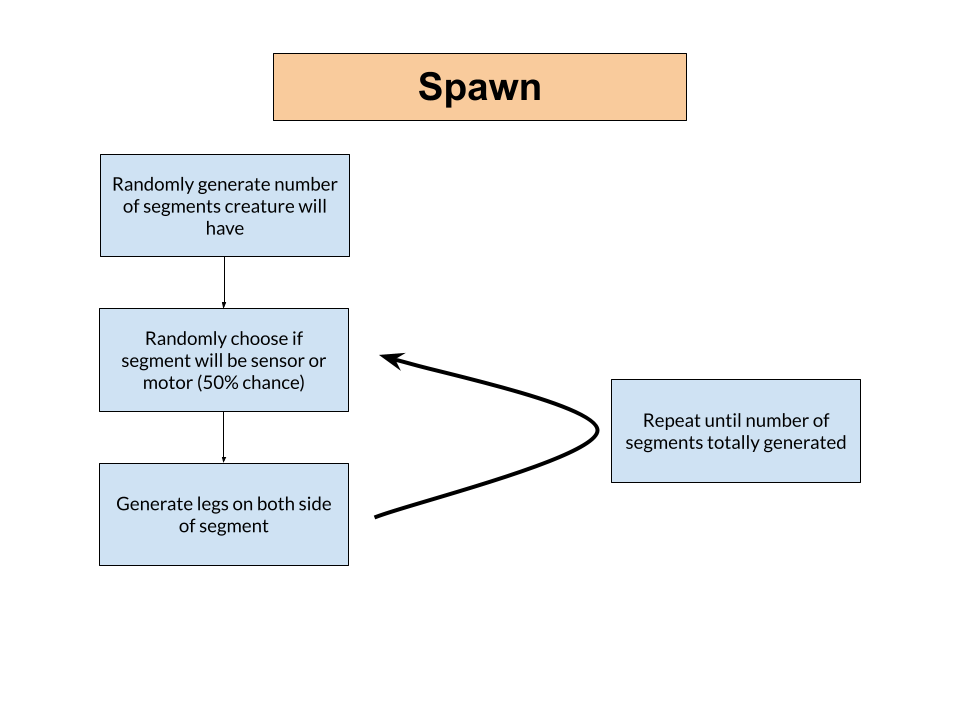 Spawn
Randomly generate number
of segments creature will
have
Randomly choose if
segment will be sensor or
motor (50% chance)
Repeat until number of
segments totally generated
Generate legs on both side
of segment